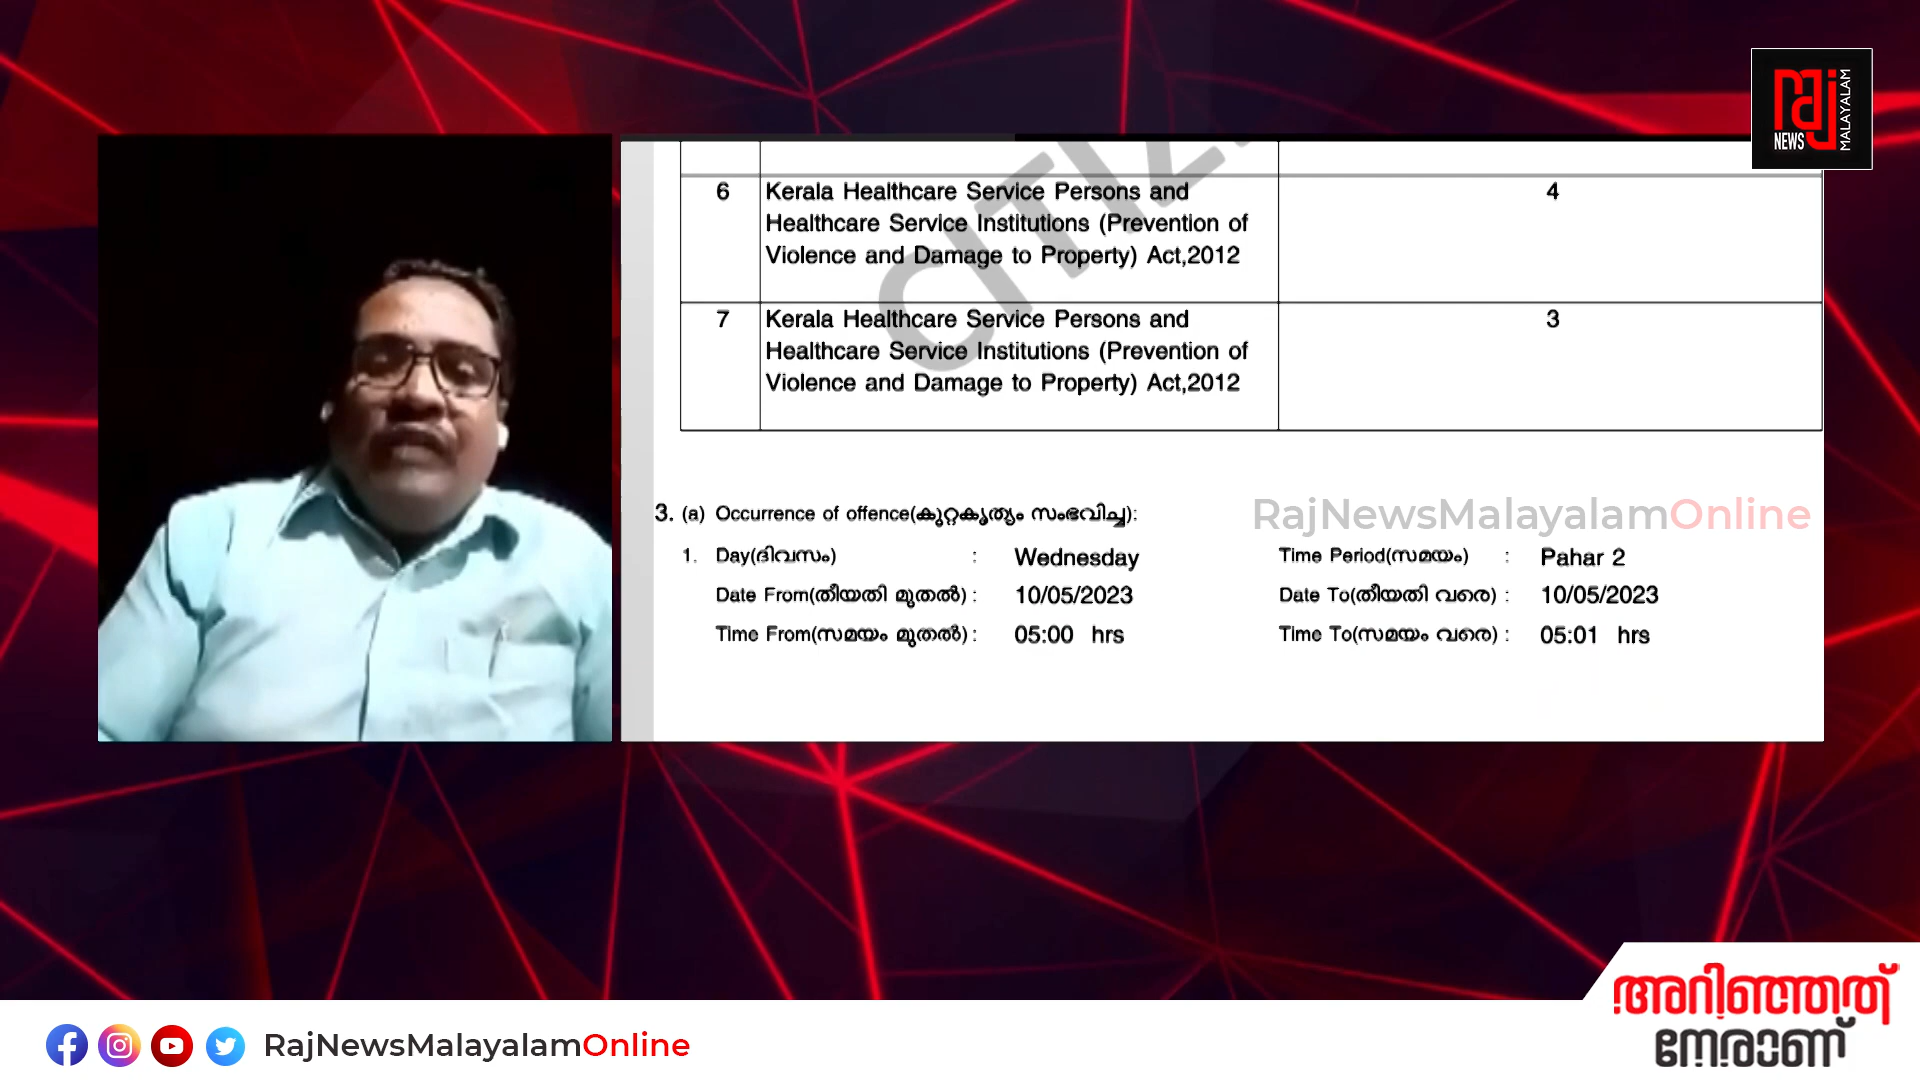 raj
NEWS
MALAYALAM
CITIZ
6 Kerala Healthcare Service Persons and 4
Healthcare Service Institutions (Prevention of
Violence and Damage to Property) Act,2012
7 Kerala Healthcare Service Persons and 3
Healthcare Service Institutions (Prevention of
Violence and Damage to Property) Act,2012
3. (a) Occurrence of offence(കുറ്റകൃത്യം സംഭവിച്ച):
RajNewsMalayalamOnline
1. Day(ദിവസം) : Wednesday Time Period(സമയം) : Pahar 2
Date From(തീയതി മുതൽ) : 10/05/2023 Date To(തീയതി വരെ) : 10/05/2023
Time From(സമയം മുതൽ) : 05:00 hrs Time To(സമയം വരെ) : 05:01 hrs
അറിഞ്ഞത്
നേരാണ്
RajNewsMalayalamOnline